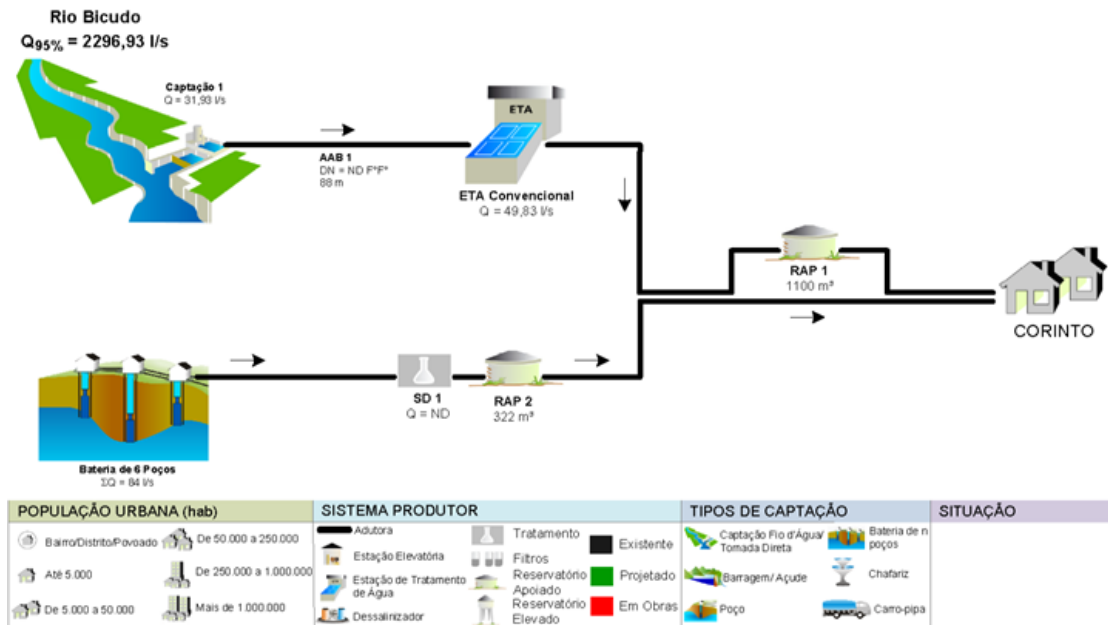 Rio Bicudo
Q95% = 2296,93 l/s
Captação 1
Q = 31,93 l/s
AAB 1
DN = ND FºFº
88 m
ETA
ETA Convencional
Q = 49,83 l/s
RAP 1
1100 m³
CORINTO
SD 1
Q = ND
RAP 2
322 m³
Bateria de 6 Poços
ΣQ = 84 l/s
POPULAÇÃO URBANA (hab)
Bairro/Distrito/Povoado
De 50.000 a 250.000
Até 5.000
De 250.000 a 1.000.000
De 5.000 a 50.000
Mais de 1.000.000
SISTEMA PRODUTOR
Adutora
Estação Elevatória
Estação de Tratamento
de Água
Dessalinizador
Tratamento
Filtros
Reservatório
Apoiado
Reservatório
Elevado
Existente
Projetado
Em Obras
TIPOS DE CAPTAÇÃO
Captação Fio d'Água/
Tomada Direta
Barragem/ Açude
Poço
Bateria de n
poços
Chafariz
Carro-pipa
SITUAÇÃO